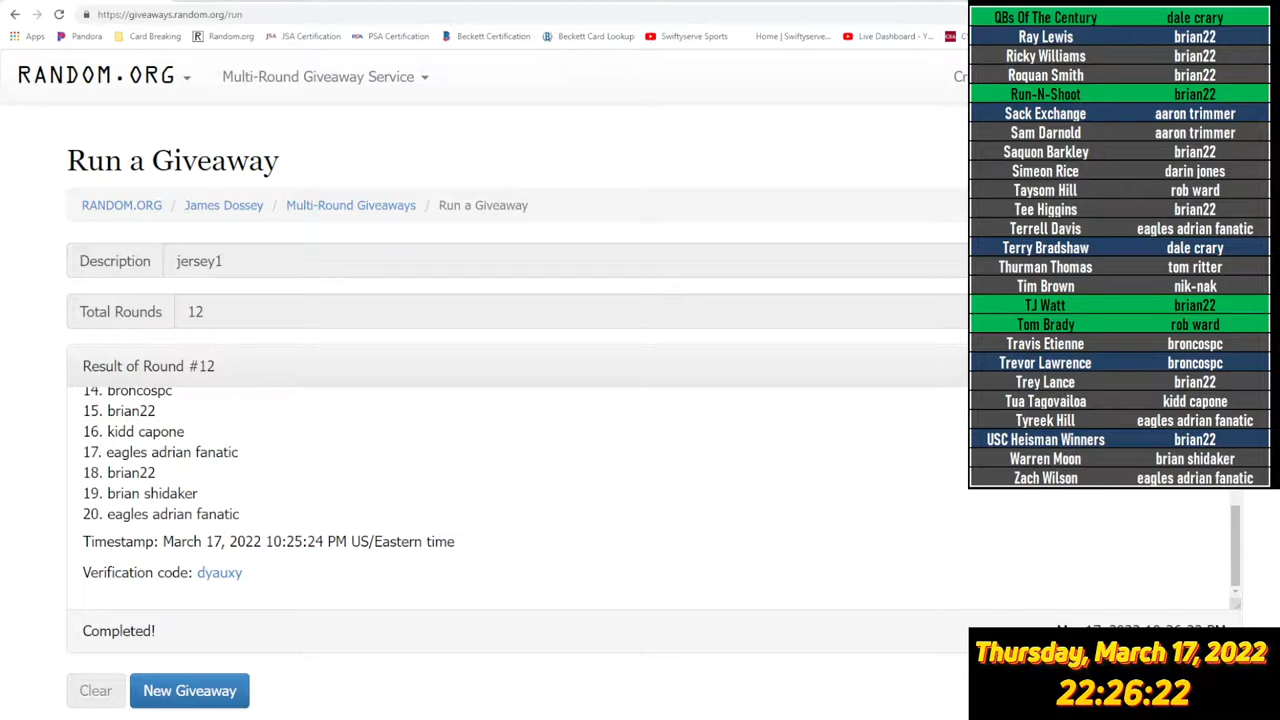 https://giveaways.random.org/run
Apps Pandora Card Breaking Random.org JSA Certification PSA Certification Beckett Certification Beckett Card Lookup Swiftyserve Sports Home | Swiftyserve... Live Dashboard - Y...
RANDOM.ORG Multi-Round Giveaway Service
Run a Giveaway
RANDOM.ORG / James Dossey / Multi-Round Giveaways / Run a Giveaway
Description jersey1
Total Rounds 12
Result of Round #12
14. broncospc
15. brian22
16. kidd capone
17. eagles adrian fanatic
18. brian22
19. brian shidaker
20. eagles adrian fanatic
Timestamp: March 17, 2022 10:25:24 PM US/Eastern time
Verification code: dyauxy
Completed!
Clear New Giveaway
QBs Of The Century dale crary
Ray Lewis brian22
Ricky Williams brian22
Roquan Smith brian22
Run-N-Shoot brian22
Sack Exchange aaron trimmer
Sam Darnold aaron trimmer
Saquon Barkley brian22
Simeon Rice darin jones
Taysom Hill rob ward
Tee Higgins brian22
Terrell Davis eagles adrian fanatic
Terry Bradshaw dale crary
Thurman Thomas tom ritter
Tim Brown nik-nak
TJ Watt brian22
Tom Brady rob ward
Travis Etienne broncospc
Trevor Lawrence broncospc
Trey Lance brian22
Tua Tagovailoa kidd capone
Tyreek Hill eagles adrian fanatic
USC Heisman Winners brian22
Warren Moon brian shidaker
Zach Wilson eagles adrian fanatic
Thursday, March 17, 2022
22:26:22